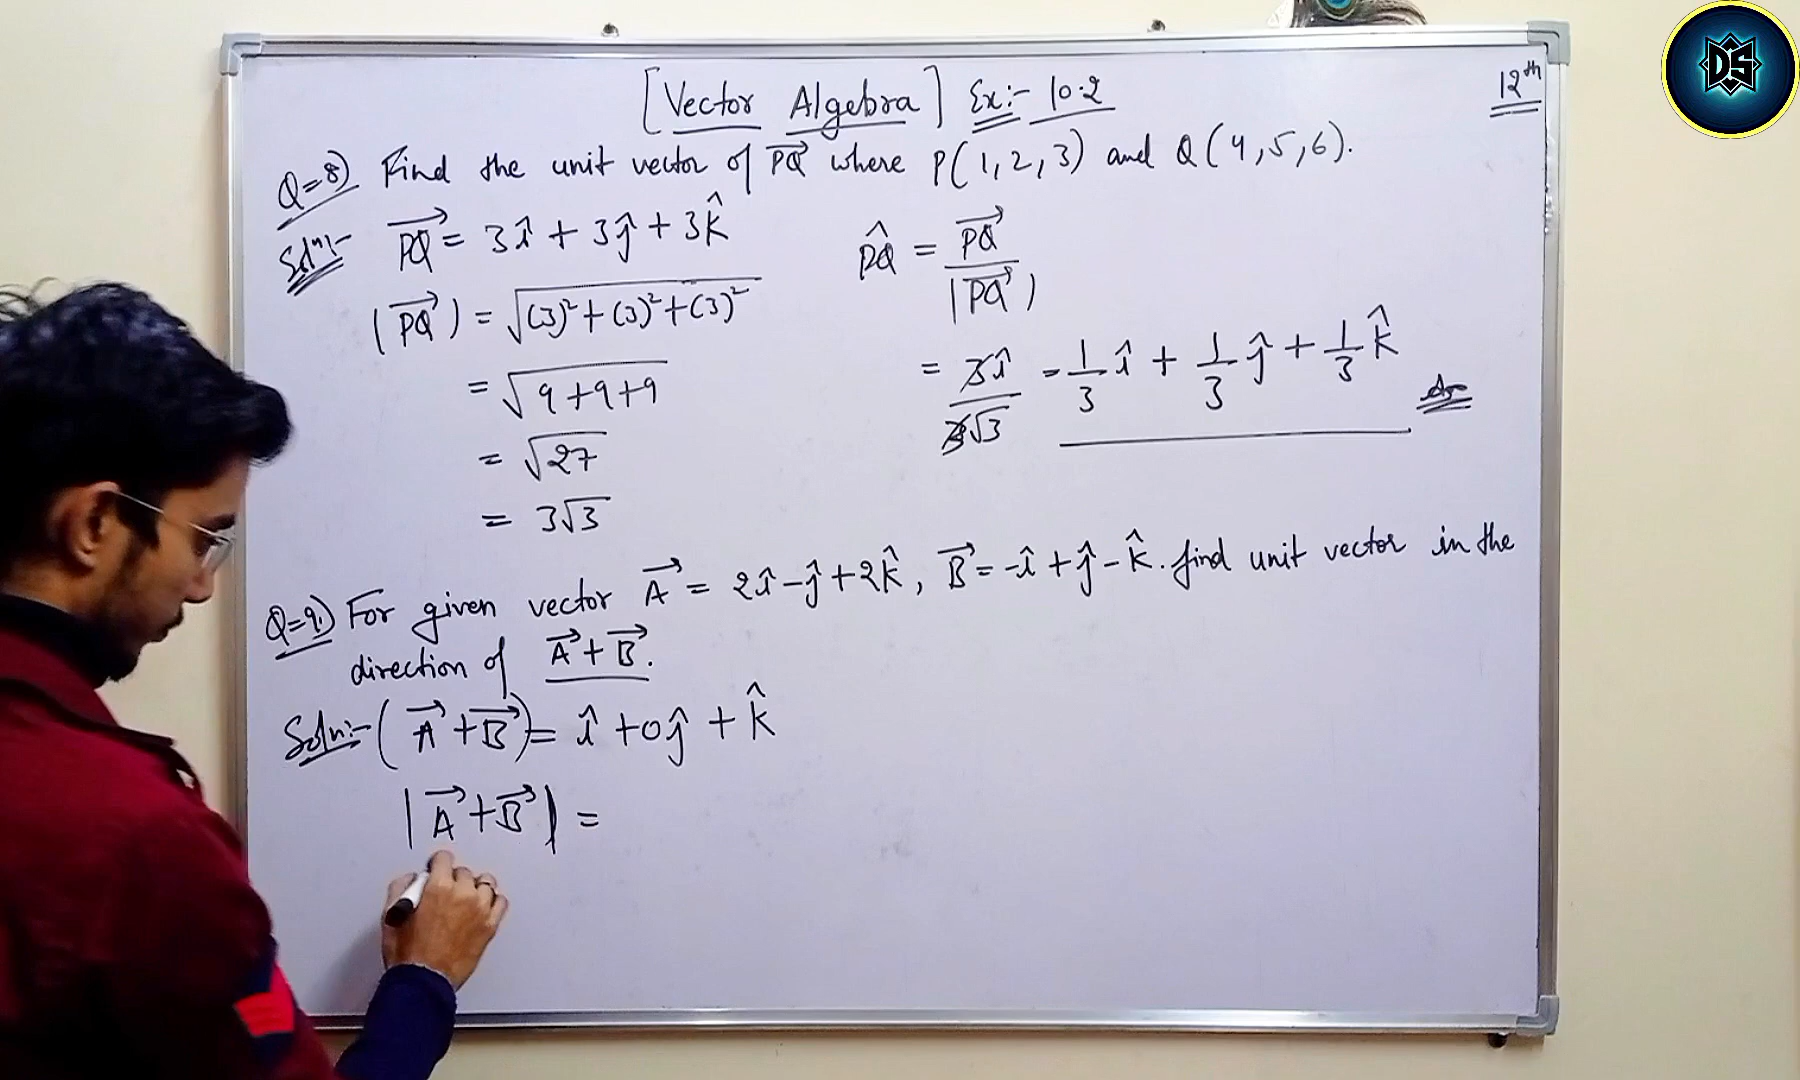 [Vector Algebra] Ex:- 10.2
12th
DS
Q=8) Find the unit vector of PQ⃗ where P(1,2,3) and Q(4,5,6).
Soln:- PQ⃗ = 3î + 3ĵ + 3k̂
|PQ⃗| = √(3)²+(3)²+(3)²
= √9+9+9
= √27
= 3√3
P̂Q = PQ⃗ / |PQ⃗|
= 3î / 3√3 = 1/3 î + 1/3 ĵ + 1/3 k̂ Ans
Q=9) For given vector A⃗ = 2î - ĵ + 2k̂, B⃗ = -î + ĵ - k̂. find unit vector in the
direction of A⃗ + B⃗.
Soln:- (A⃗ + B⃗) = î + 0ĵ + k̂
|A⃗ + B⃗| =